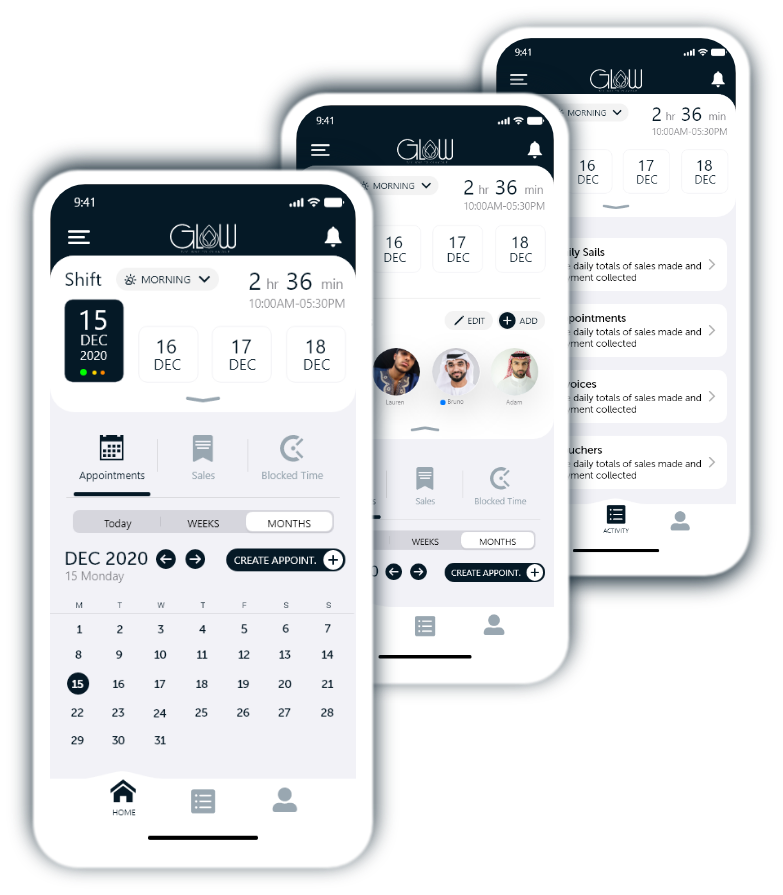 9:41
GLOW
Shift
MORNING
2 hr 36 min
10:00AM-05:30PM
15
DEC
2020
16
DEC
17
DEC
18
DEC
Appointments
Sales
Blocked Time
Today
WEEKS
MONTHS
DEC 2020
15 Monday
CREATE APPOINT.
M T W T F S S
1 2 3 4 5 6 7
8 9 10 11 12 13 14
15 16 17 18 19 20 21
22 23 24 25 26 27 28
29 30 31
HOME
9:41
GLOW
MORNING
2 hr 36 min
10:00AM-05:30PM
16
DEC
17
DEC
18
DEC
EDIT
ADD
Lauren
Bruno
Adam
s
Sales
Blocked Time
WEEKS
MONTHS
CREATE APPOINT.
9:41
GLOW
MORNING
2 hr 36 min
10:00AM-05:30PM
16
DEC
17
DEC
18
DEC
ily Sails
e daily totals of sales made and
yment collected
pointments
e daily totals of sales made and
yment collected
voices
e daily totals of sales made and
yment collected
uchers
e daily totals of sales made and
yment collected
ACTIVITY